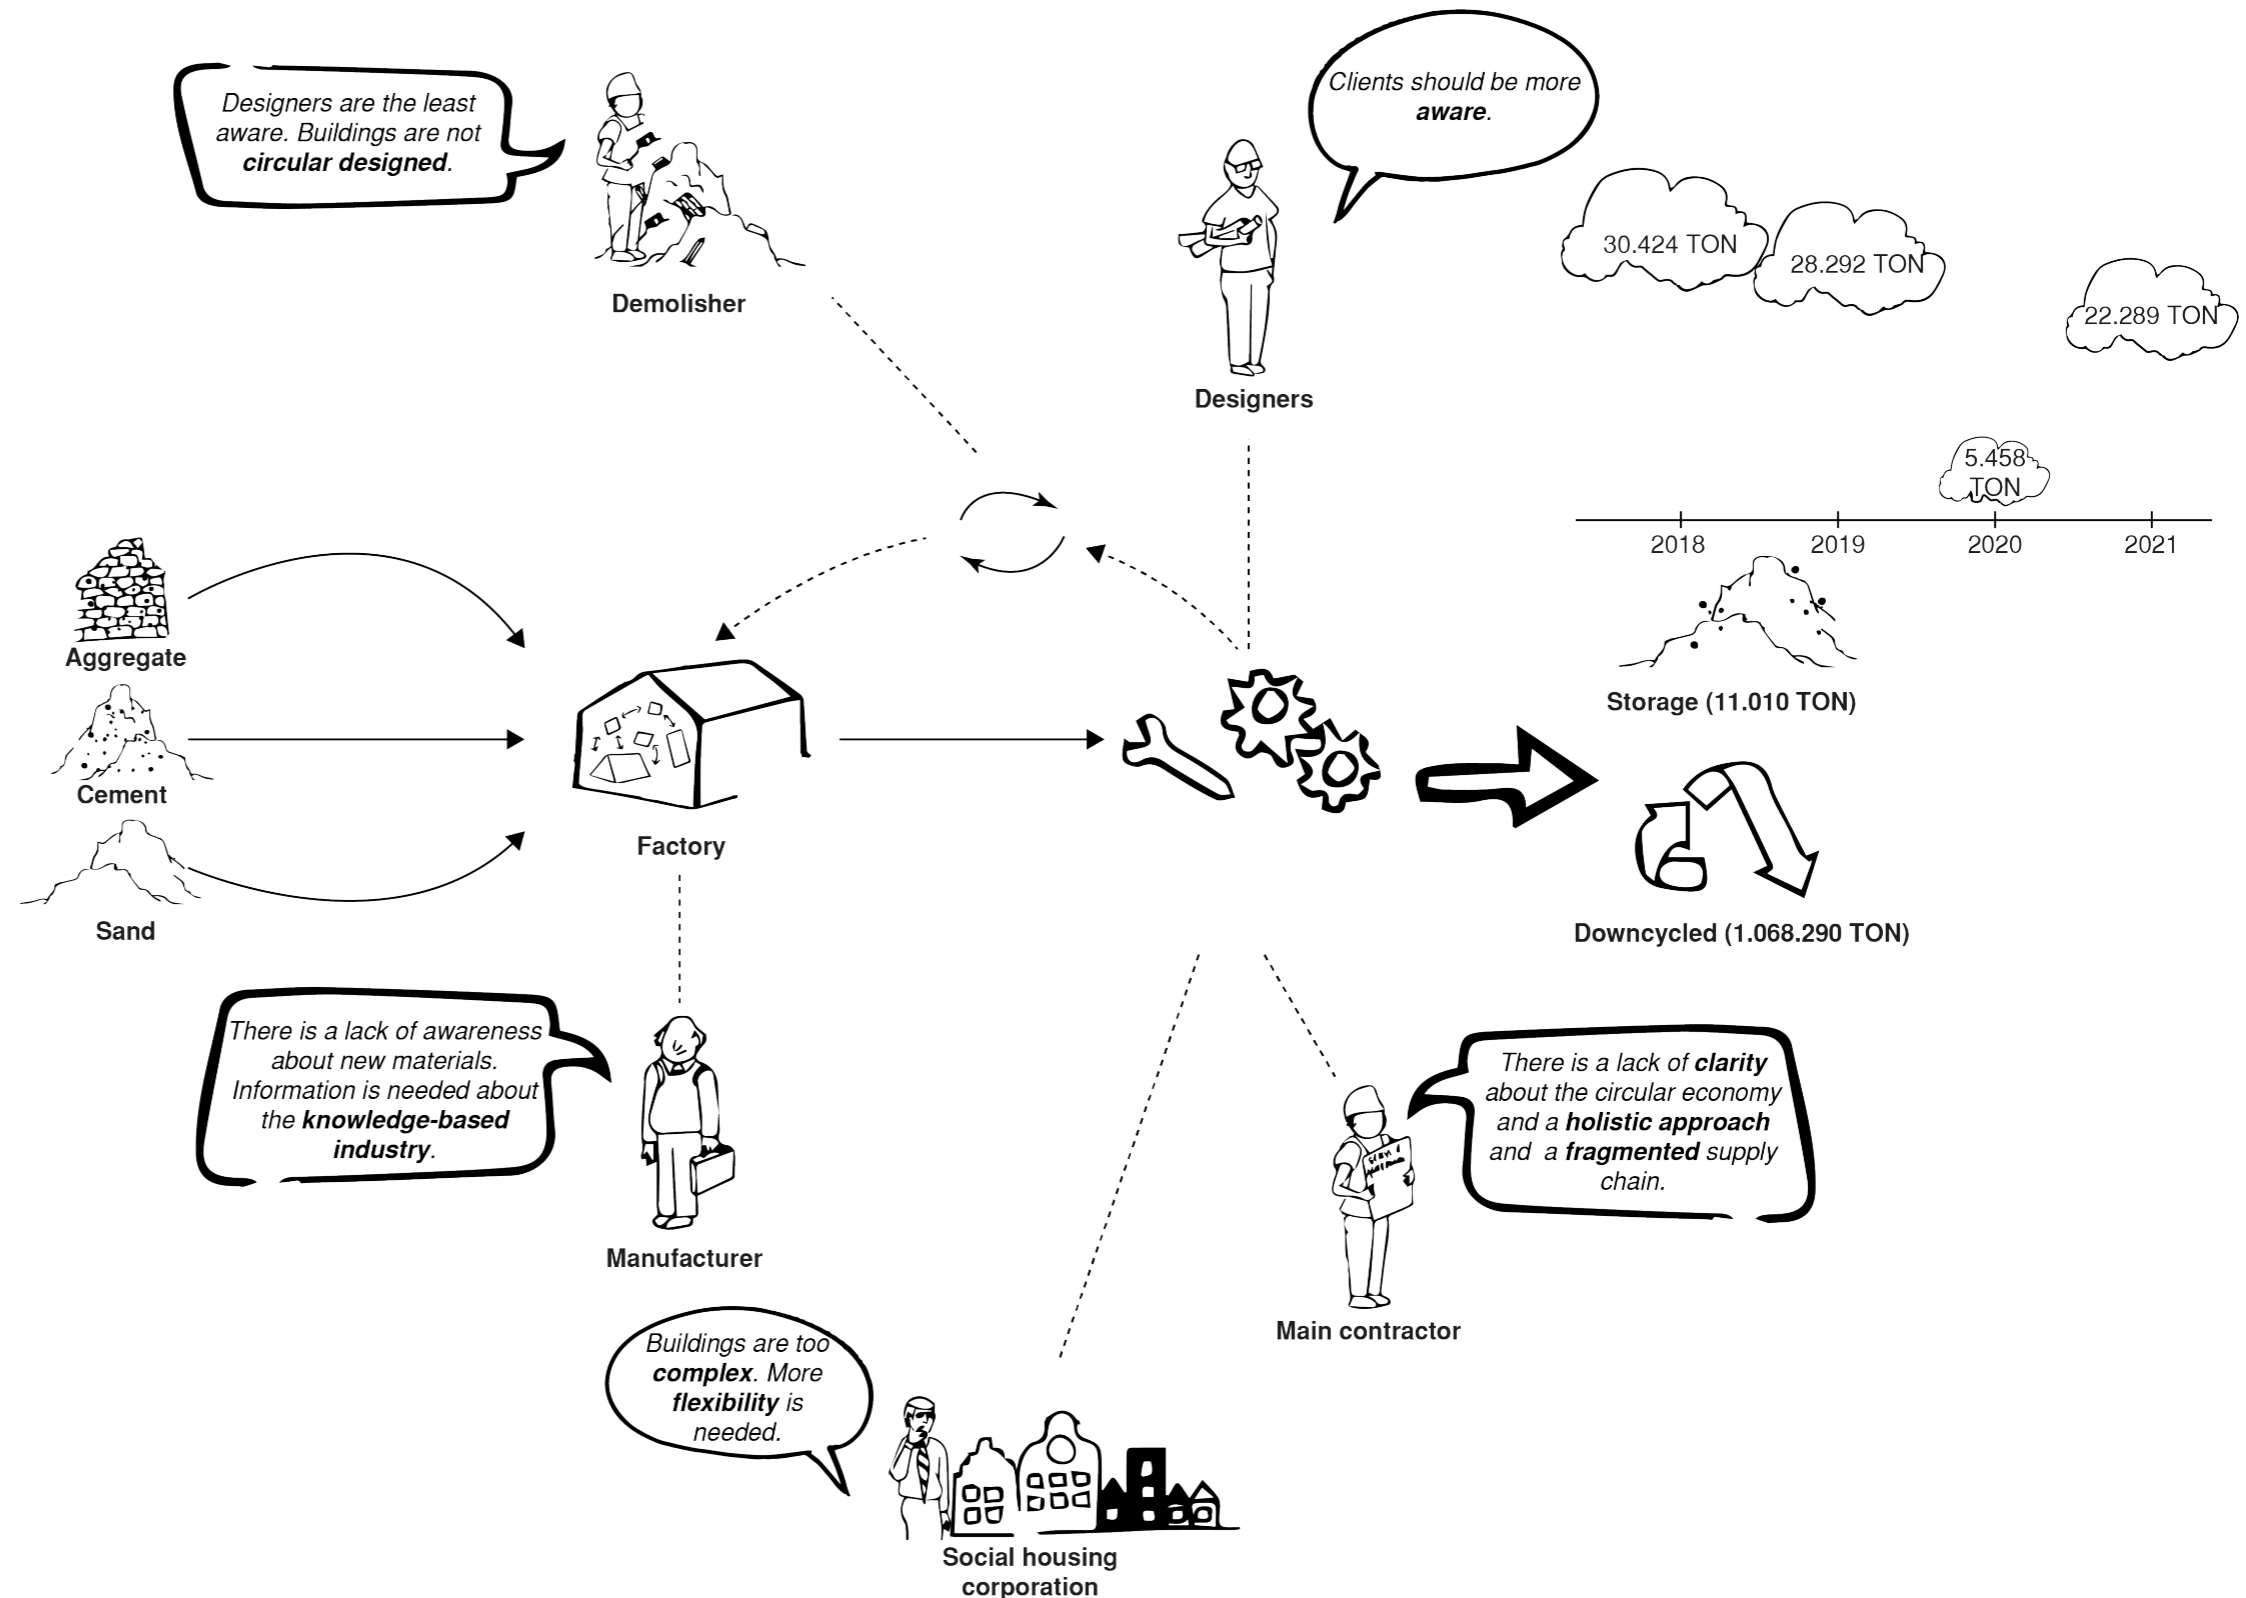 Designers are the least
aware. Buildings are not
circular designed.
Demolisher
Clients should be more
aware.
Designers
30.424 TON
28.292 TON
22.289 TON
5.458
TON
2018
2019
2020
2021
Aggregate
Cement
Sand
Factory
Storage (11.010 TON)
Downcycled (1.068.290 TON)
There is a lack of awareness
about new materials.
Information is needed about
the knowledge-based
industry.
Manufacturer
There is a lack of clarity
about the circular economy
and a holistic approach
and  a fragmented supply
chain.
Main contractor
Buildings are too
complex. More
flexibility is
needed.
Social housing
corporation